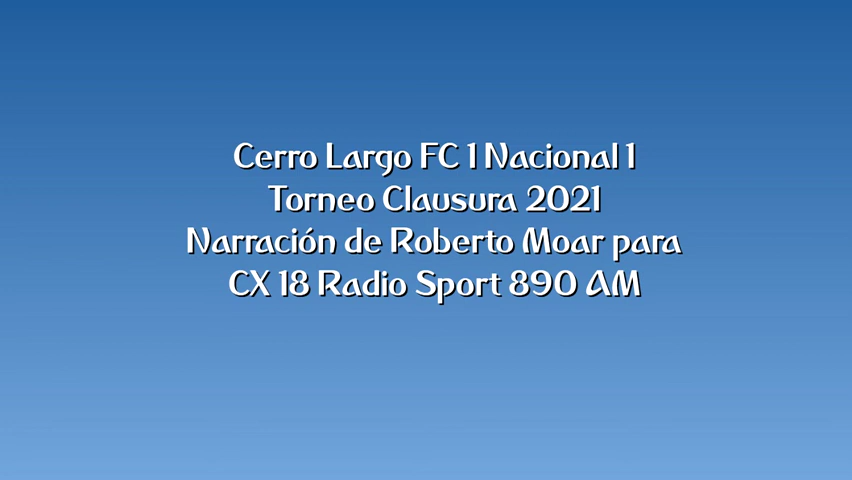 Cerro Largo FC 1 Nacional 1
Torneo Clausura 2021
Narración de Roberto Moar para
CX 18 Radio Sport 890 AM